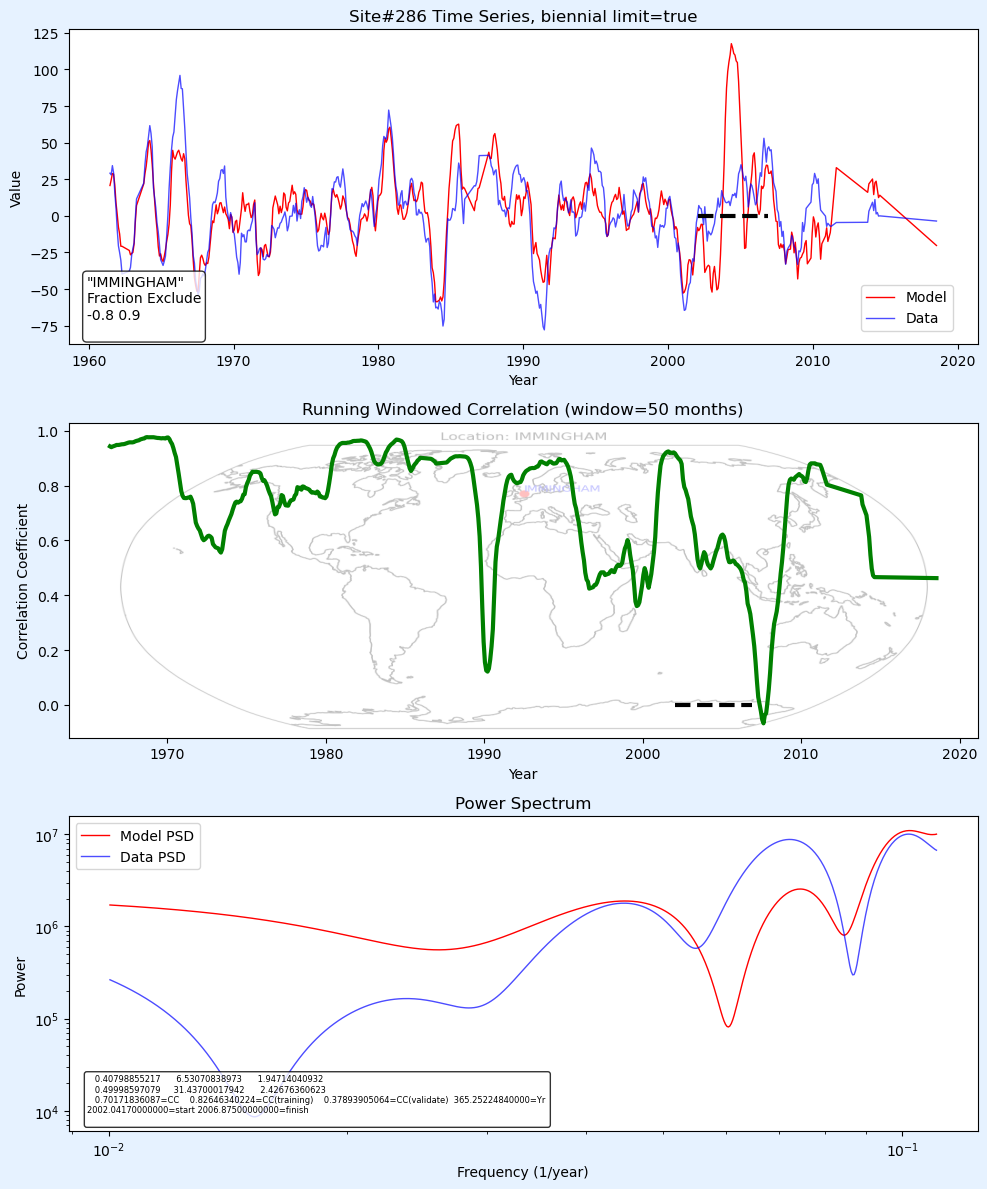 Site#286 Time Series, biennial limit=true
Value
125
100
75
50
25
0
−25
−50
−75
"IMMINGHAM"
Fraction Exclude
-0.8 0.9
Model
Data
1960 1970 1980 1990 2000 2010 2020
Year
Running Windowed Correlation (window=50 months)
Location: IMMINGHAM
IMMINGHAM
Correlation Coefficient
1.0
0.8
0.6
0.4
0.2
0.0
1970 1980 1990 2000 2010 2020
Year
Power Spectrum
Model PSD
Data PSD
Power
10^7
10^6
10^5
10^4
0.40798855217 6.53070838973 1.94714040932
0.49998597079 31.43700017942 2.42676360623
0.70171836087=CC 0.82646340224=CC(training) 0.37893905064=CC(validate) 365.25224840000=Yr
2002.04170000000=start 2006.87500000000=finish
10^−2 10^−1
Frequency (1/year)